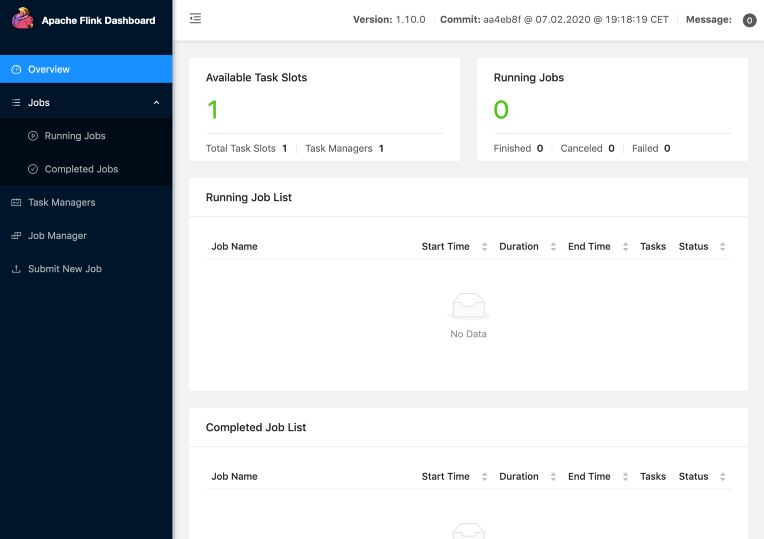 Apache Flink Dashboard
Version: 1.10.0 Commit: aa4eb8f @ 07.02.2020 @ 19:18:19 CET Message: 0
Overview
Jobs
Running Jobs
Completed Jobs
Task Managers
Job Manager
Submit New Job
Available Task Slots
1
Total Task Slots 1 Task Managers 1
Running Jobs
0
Finished 0 Canceled 0 Failed 0
Running Job List
Job Name Start Time Duration End Time Tasks Status
No Data
Completed Job List
Job Name Start Time Duration End Time Tasks Status